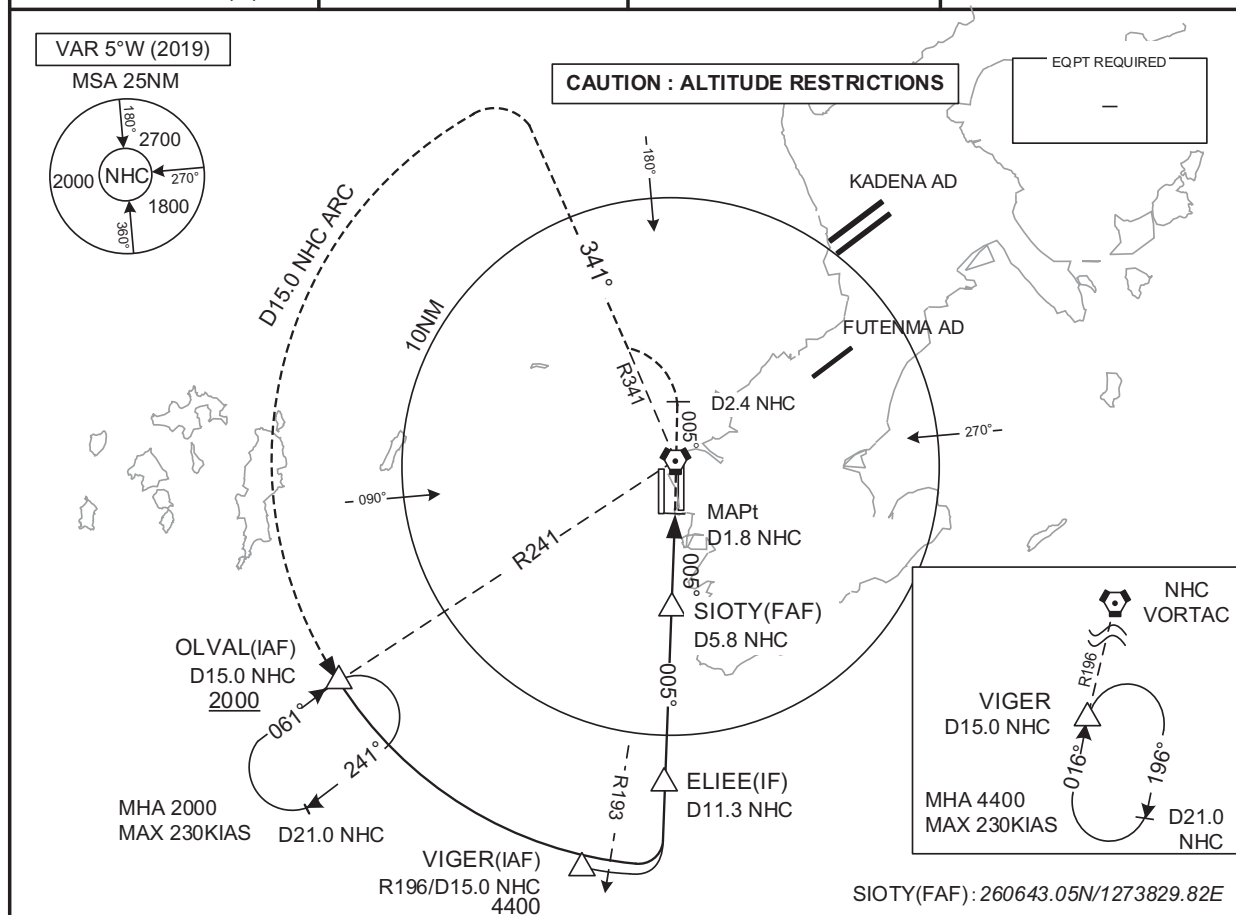 VAR 5°W (2019)
MSA 25NM
180°
2700
2000
NHC
270°
1800
360°
CAUTION : ALTITUDE RESTRICTIONS
EQPT REQUIRED
–
D15.0 NHC ARC
10NM
341°
R341
180°
KADENA AD
FUTENMA AD
D2.4 NHC
005°
270°
090°
MAPt
D1.8 NHC
R241
005°
SIOTY(FAF)
D5.8 NHC
005°
OLVAL(IAF)
D15.0 NHC
2000
061°
241°
MHA 2000
MAX 230KIAS
D21.0 NHC
R193
ELIEE(IF)
D11.3 NHC
VIGER(IAF)
R196/D15.0 NHC
4400
NHC
VORTAC
R196
VIGER
D15.0 NHC
016°
196°
MHA 4400
MAX 230KIAS
D21.0
NHC
SIOTY(FAF) : 260643.05N/1273829.82E